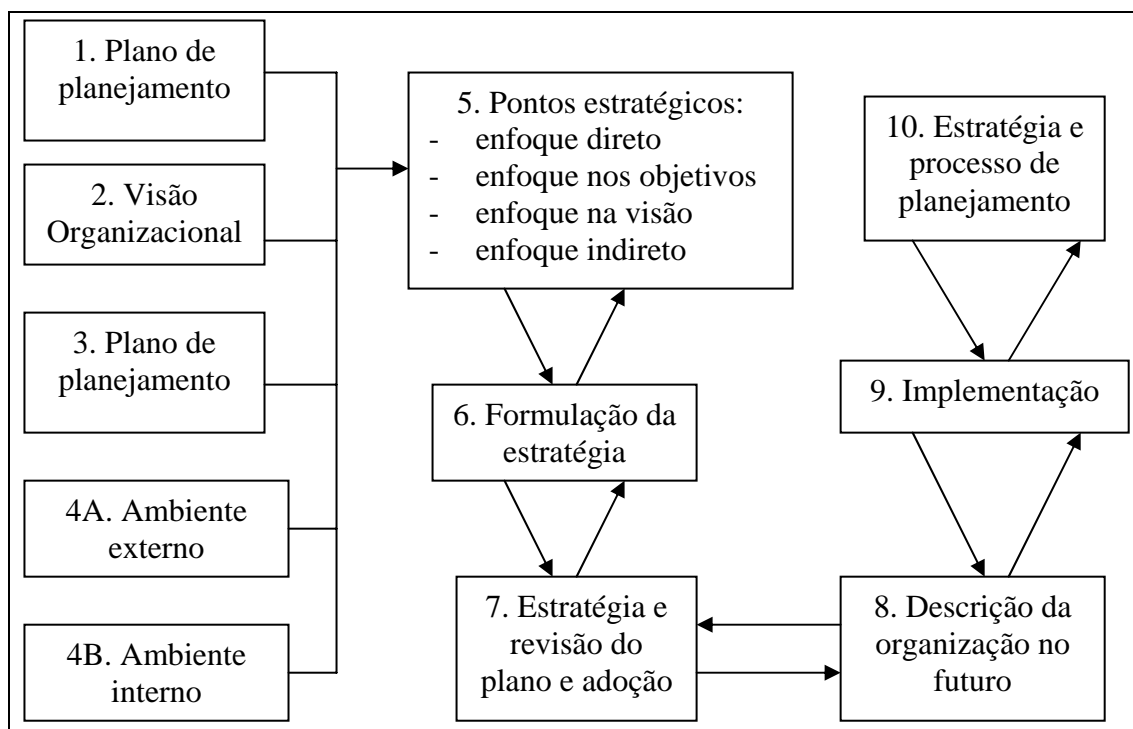 1. Plano de
planejamento
2. Visão
Organizacional
3. Plano de
planejamento
4A. Ambiente
externo
4B. Ambiente
interno
5. Pontos estratégicos:
- enfoque direto
- enfoque nos objetivos
- enfoque na visão
- enfoque indireto
6. Formulação da
estratégia
7. Estratégia e
revisão do
plano e adoção
8. Descrição da
organização no
futuro
9. Implementação
10. Estratégia e
processo de
planejamento